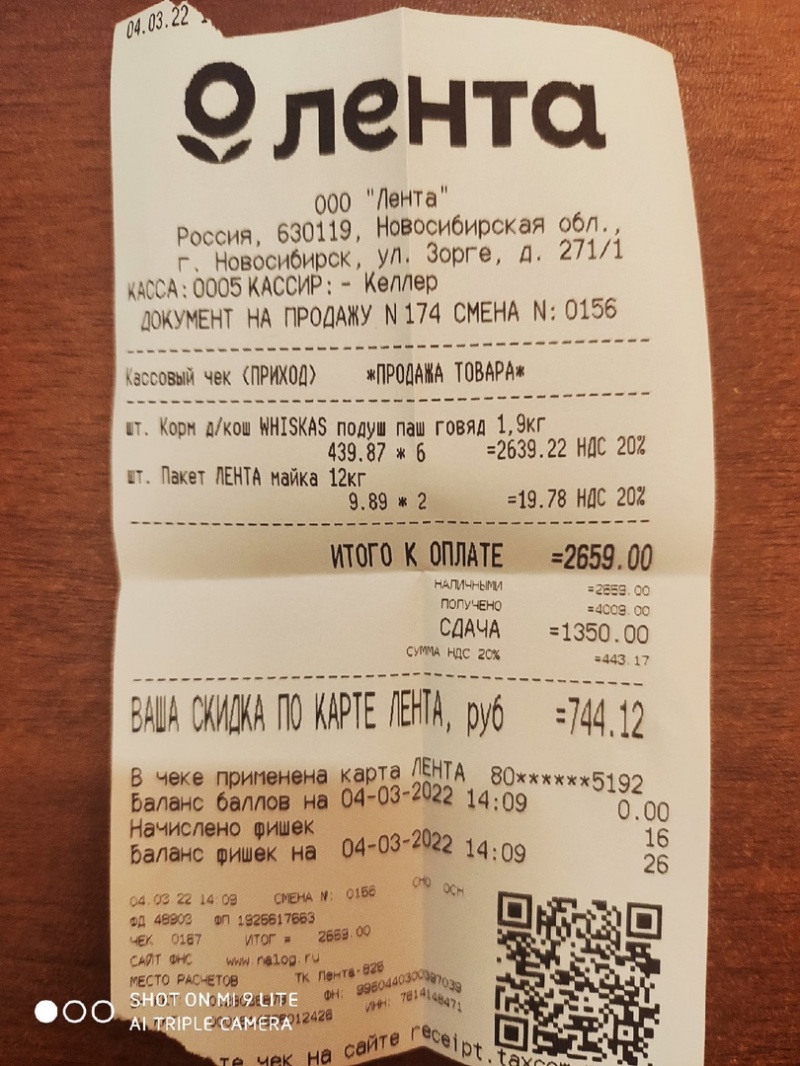 04.03.22
лента
ООО "Лента"
Россия, 630119, Новосибирская обл.,
г. Новосибирск, ул. Зорге, д. 271/1
КАССА:0005 КАССИР: - Келлер
ДОКУМЕНТ НА ПРОДАЖУ N 174 СМЕНА N: 0156
Кассовый чек (ПРИХОД) *ПРОДАЖА ТОВАРА*
шт. Корм д/кош WHISKAS подуш паш говяд 1,9кг
439.87 * 6 =2639.22 НДС 20%
шт. Пакет ЛЕНТА майка 12кг
9.89 * 2 =19.78 НДС 20%
ИТОГО К ОПЛАТЕ =2659.00
НАЛИЧНЫМИ =2659.00
ПОЛУЧЕНО =4009.00
СДАЧА =1350.00
СУММА НДС 20% =443.17
ВАША СКИДКА ПО КАРТЕ ЛЕНТА, руб =744.12
В чеке применена карта ЛЕНТА 80******5192
Баланс баллов на 04-03-2022 14:09 0.00
Начислено фишек 16
Баланс фишек на 04-03-2022 14:09 26
04.03.22 14:09 СМЕНА №: 0156 СНО ОСН
ФД 48903 ФП 1925617663
ЧЕК 0167 ИТОГ = 2659.00
САЙТ ФНС www.nalog.ru
МЕСТО РАСЧЕТОВ ТК Лента-826
ФН:
ИНН: 7814148471
чек на сайте receipt.taxcom
SHOT ON MI 9 LITE
AI TRIPLE CAMERA